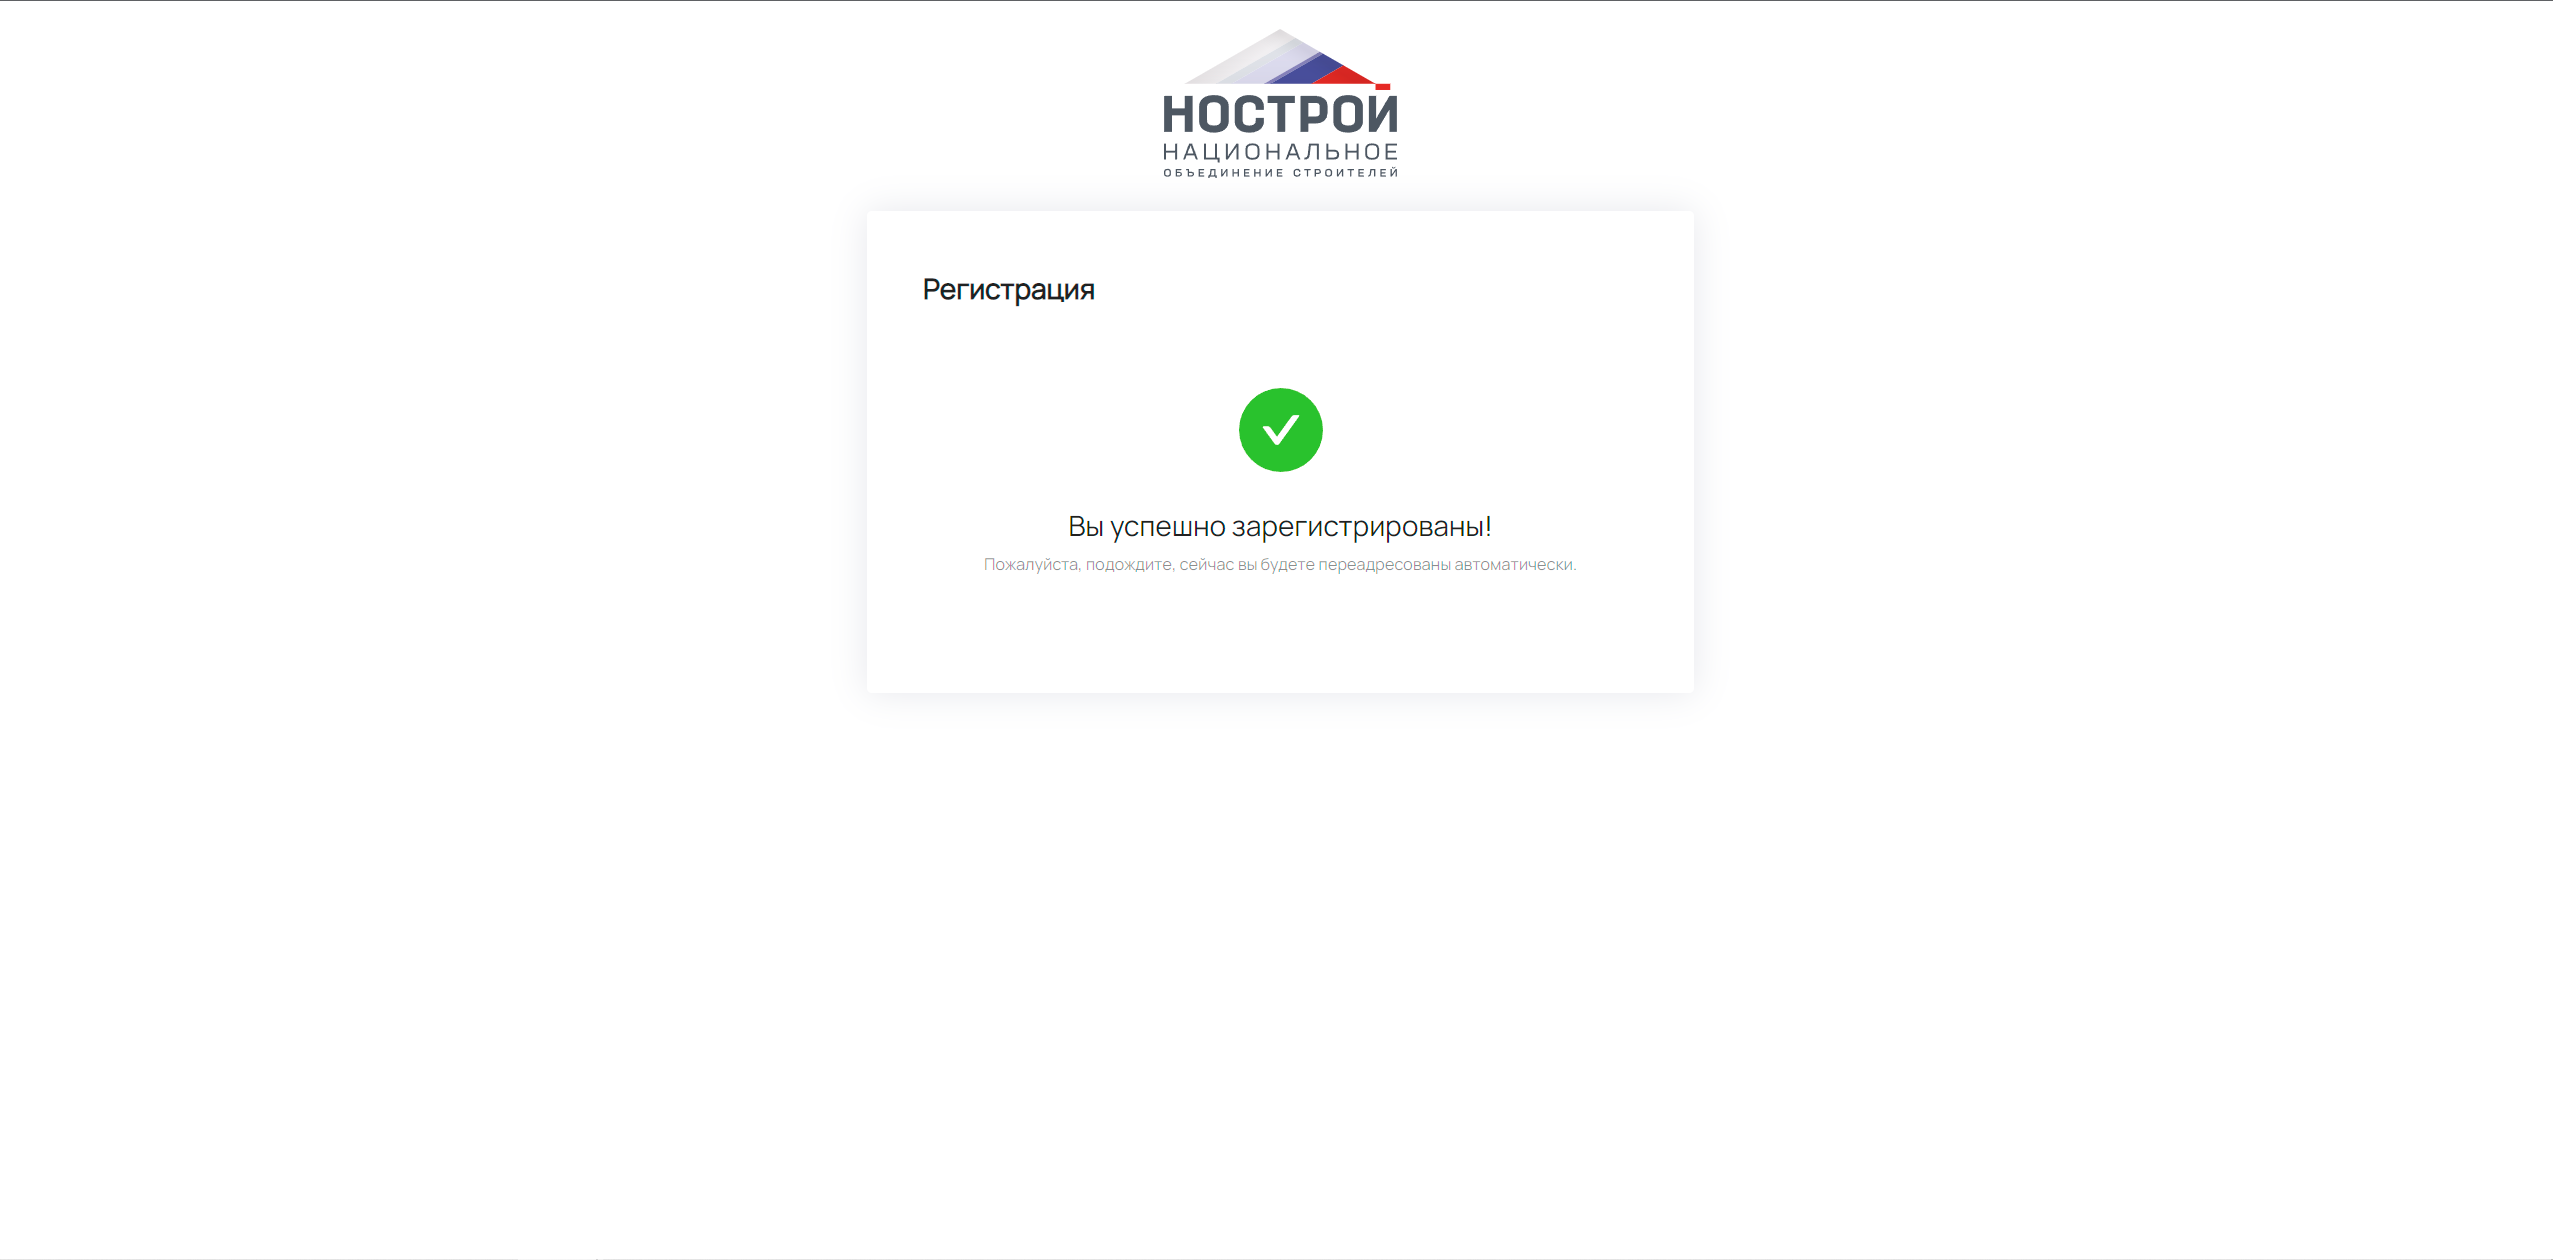 НОСТРОЙ
НАЦИОНАЛЬНОЕ
ОБЪЕДИНЕНИЕ СТРОИТЕЛЕЙ
Регистрация
Вы успешно зарегистрированы!
Пожалуйста, подождите, сейчас вы будете переадресованы автоматически.